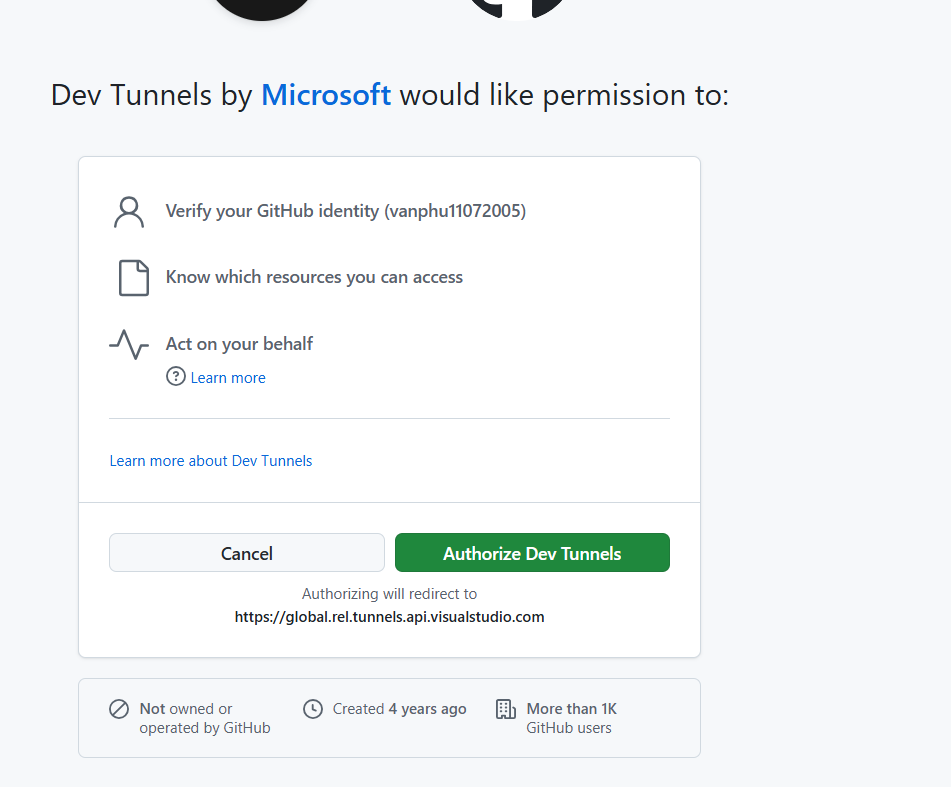 Dev Tunnels by Microsoft would like permission to:
Verify your GitHub identity (vanphu11072005)
Know which resources you can access
Act on your behalf
Learn more
Learn more about Dev Tunnels
Cancel
Authorize Dev Tunnels
Authorizing will redirect to
https://global.rel.tunnels.api.visualstudio.com
Not owned or
operated by GitHub
Created 4 years ago
More than 1K
GitHub users